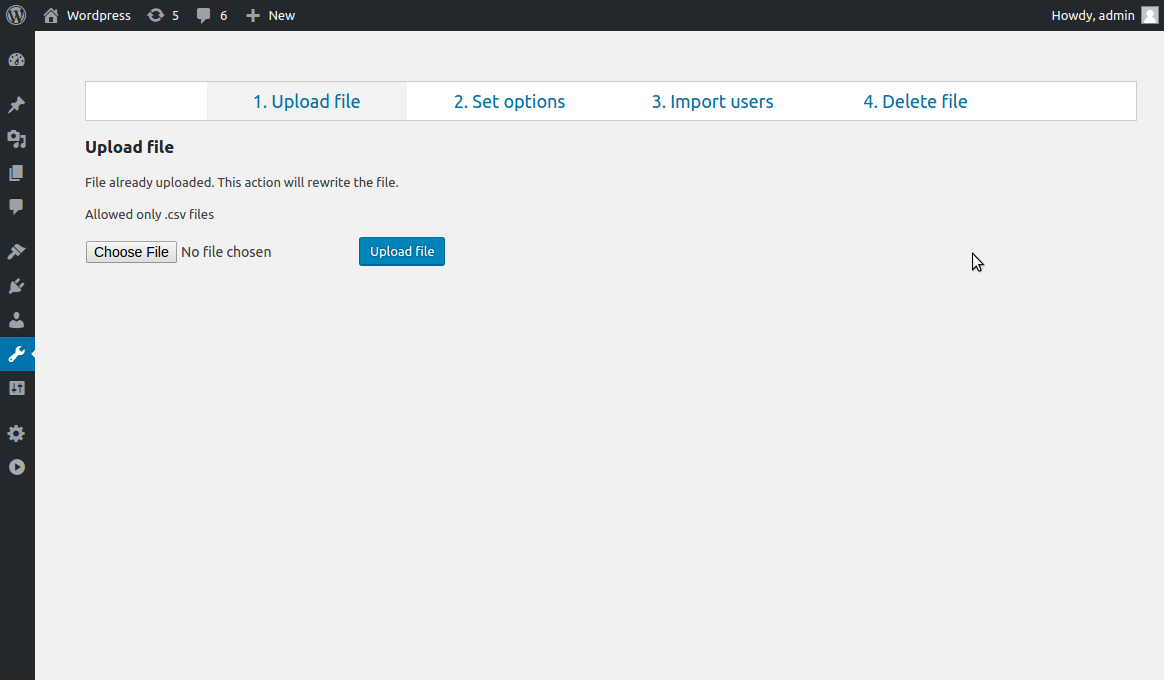 Wordpress 5 6 New Howdy, admin
1. Upload file 2. Set options 3. Import users 4. Delete file
Upload file
File already uploaded. This action will rewrite the file.
Allowed only .csv files
Choose File No file chosen Upload file